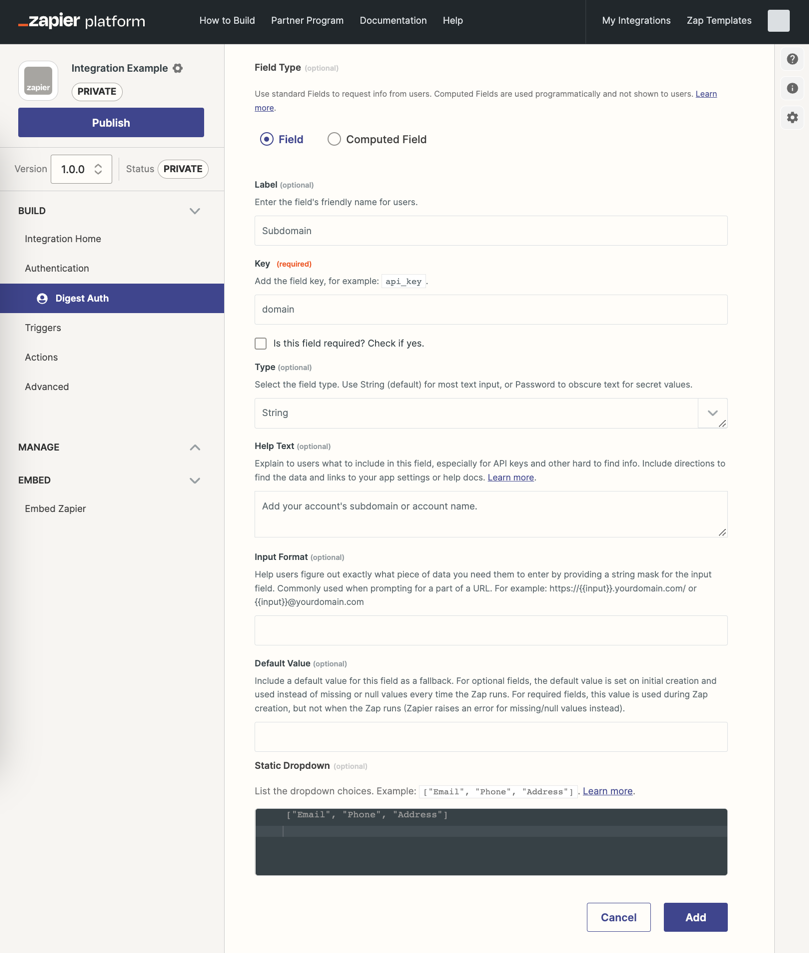 zapier platform
How to Build Partner Program Documentation Help My Integrations Zap Templates
zapier
Integration Example
PRIVATE
Publish
Version 1.0.0 Status PRIVATE
BUILD
Integration Home
Authentication
Digest Auth
Triggers
Actions
Advanced
MANAGE
EMBED
Embed Zapier
Field Type (optional)
Use standard Fields to request info from users. Computed Fields are used programmatically and not shown to users. Learn
more.
Field Computed Field
Label (optional)
Enter the field's friendly name for users.
Subdomain
Key (required)
Add the field key, for example: api_key.
domain
Is this field required? Check if yes.
Type (optional)
Select the field type. Use String (default) for most text input, or Password to obscure text for secret values.
String
Help Text (optional)
Explain to users what to include in this field, especially for API keys and other hard to find info. Include directions to
find the data and links to your app settings or help docs. Learn more.
Add your account's subdomain or account name.
Input Format (optional)
Help users figure out exactly what piece of data you need them to enter by providing a string mask for the input
field. Commonly used when prompting for a part of a URL. For example: https://{{input}}.yourdomain.com/ or
{{input}}@yourdomain.com
Default Value (optional)
Include a default value for this field as a fallback. For optional fields, the default value is set on initial creation and
used instead of missing or null values every time the Zap runs. For required fields, this value is used during Zap
creation, but not when the Zap runs (Zapier raises an error for missing/null values instead).
Static Dropdown (optional)
List the dropdown choices. Example: ["Email", "Phone", "Address"]. Learn more.
["Email", "Phone", "Address"]
Cancel Add